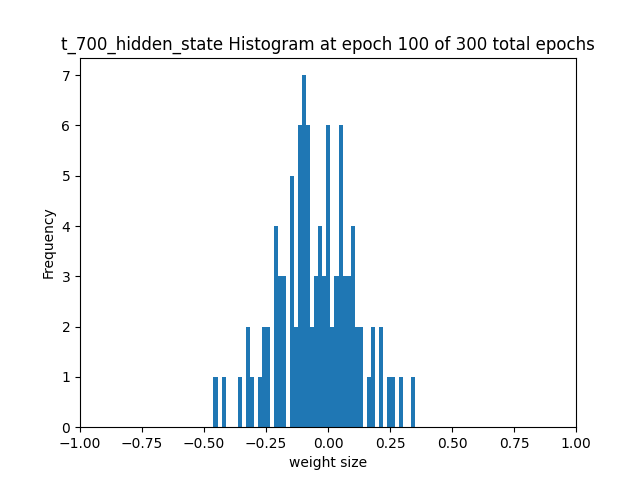 t_700_hidden_state Histogram at epoch 100 of 300 total epochs
7
6
5
4
3
2
1
0
Frequency
−1.00 −0.75 −0.50 −0.25 0.00 0.25 0.50 0.75 1.00
weight size